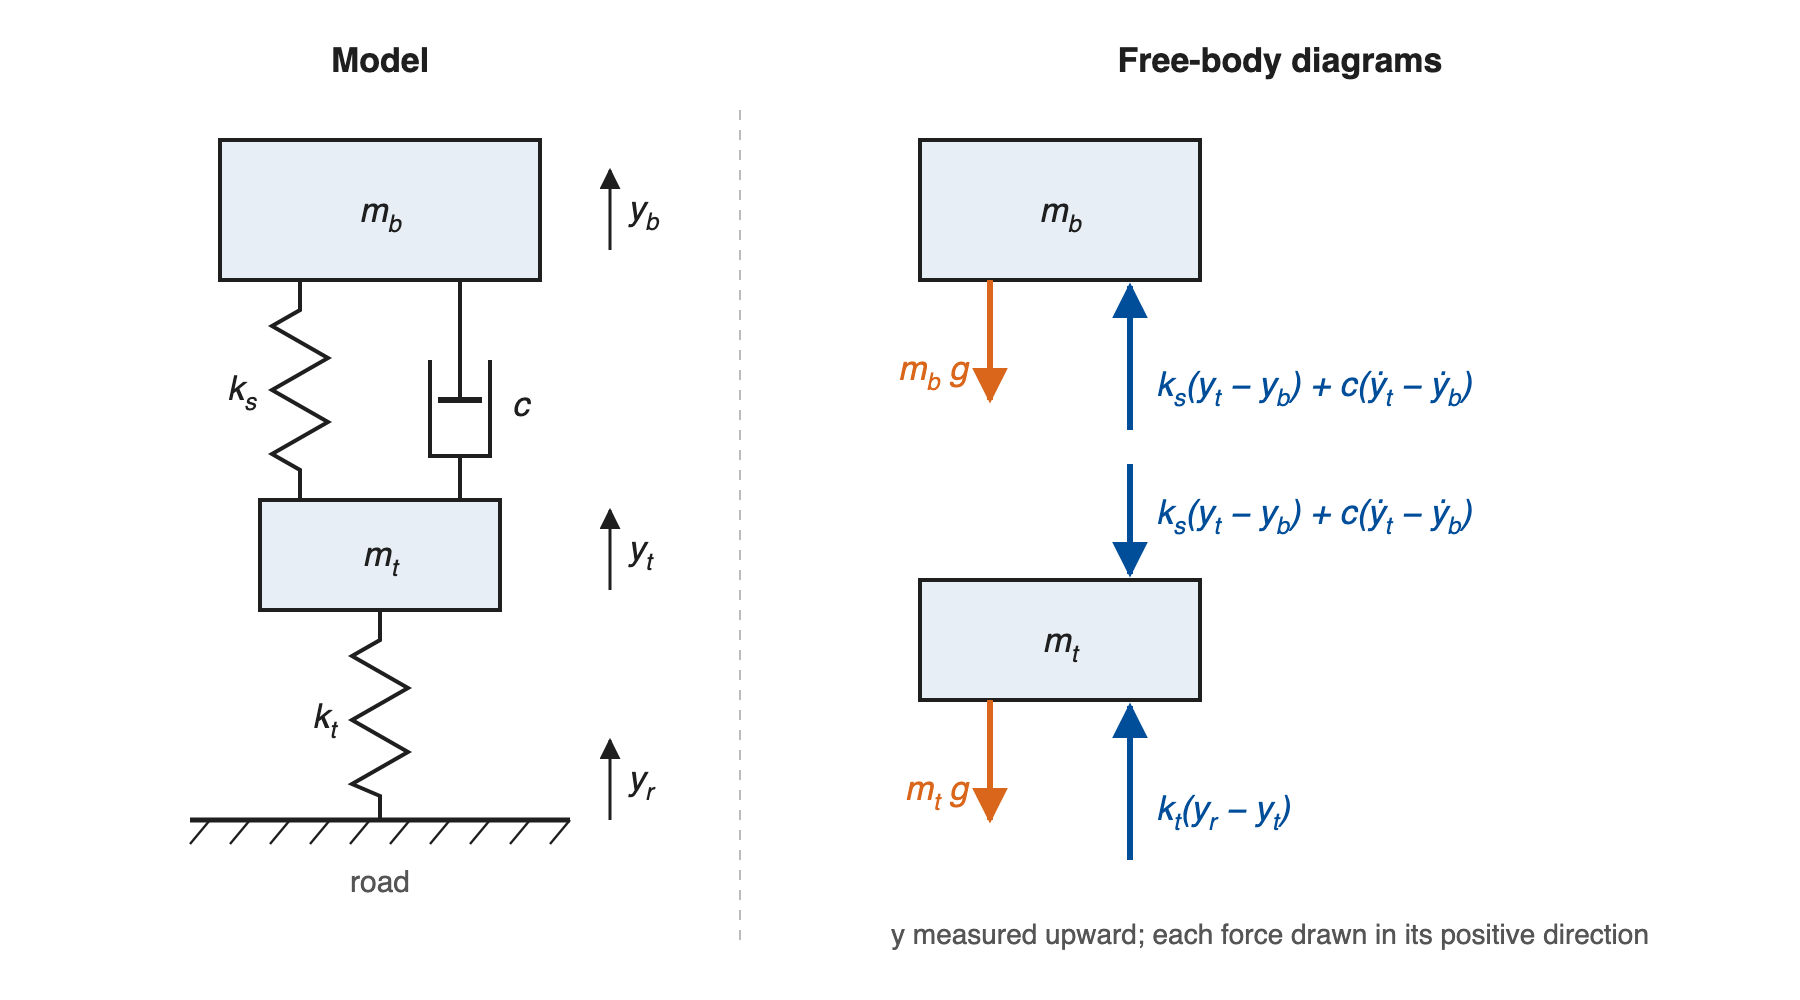 Model
m_b
y_b
k_s
c
m_t
y_t
k_t
y_r
road
Free-body diagrams
m_b
m_b g
k_s(y_t – y_b) + c(ẏ_t – ẏ_b)
k_s(y_t – y_b) + c(ẏ_t – ẏ_b)
m_t
m_t g
k_t(y_r – y_t)
y measured upward; each force drawn in its positive direction